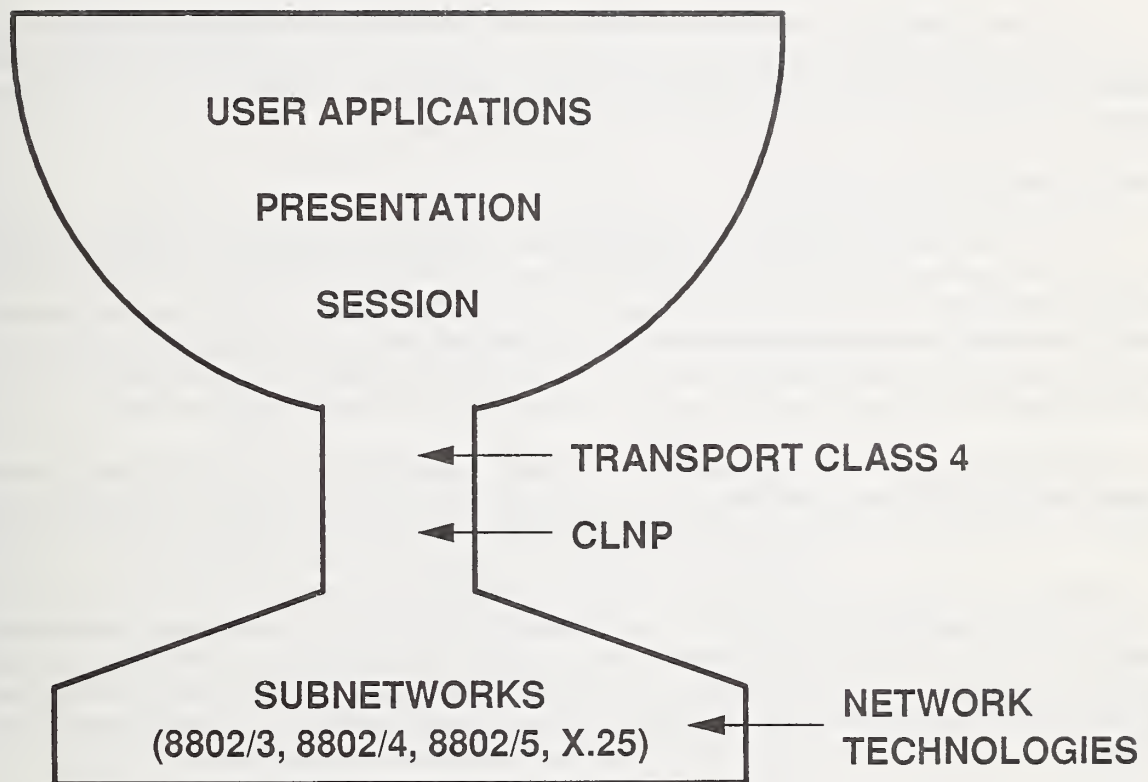 USER APPLICATIONS
PRESENTATION
SESSION
TRANSPORT CLASS 4
CLNP
SUBNETWORKS
(8802/3, 8802/4, 8802/5, X.25)
NETWORK
TECHNOLOGIES